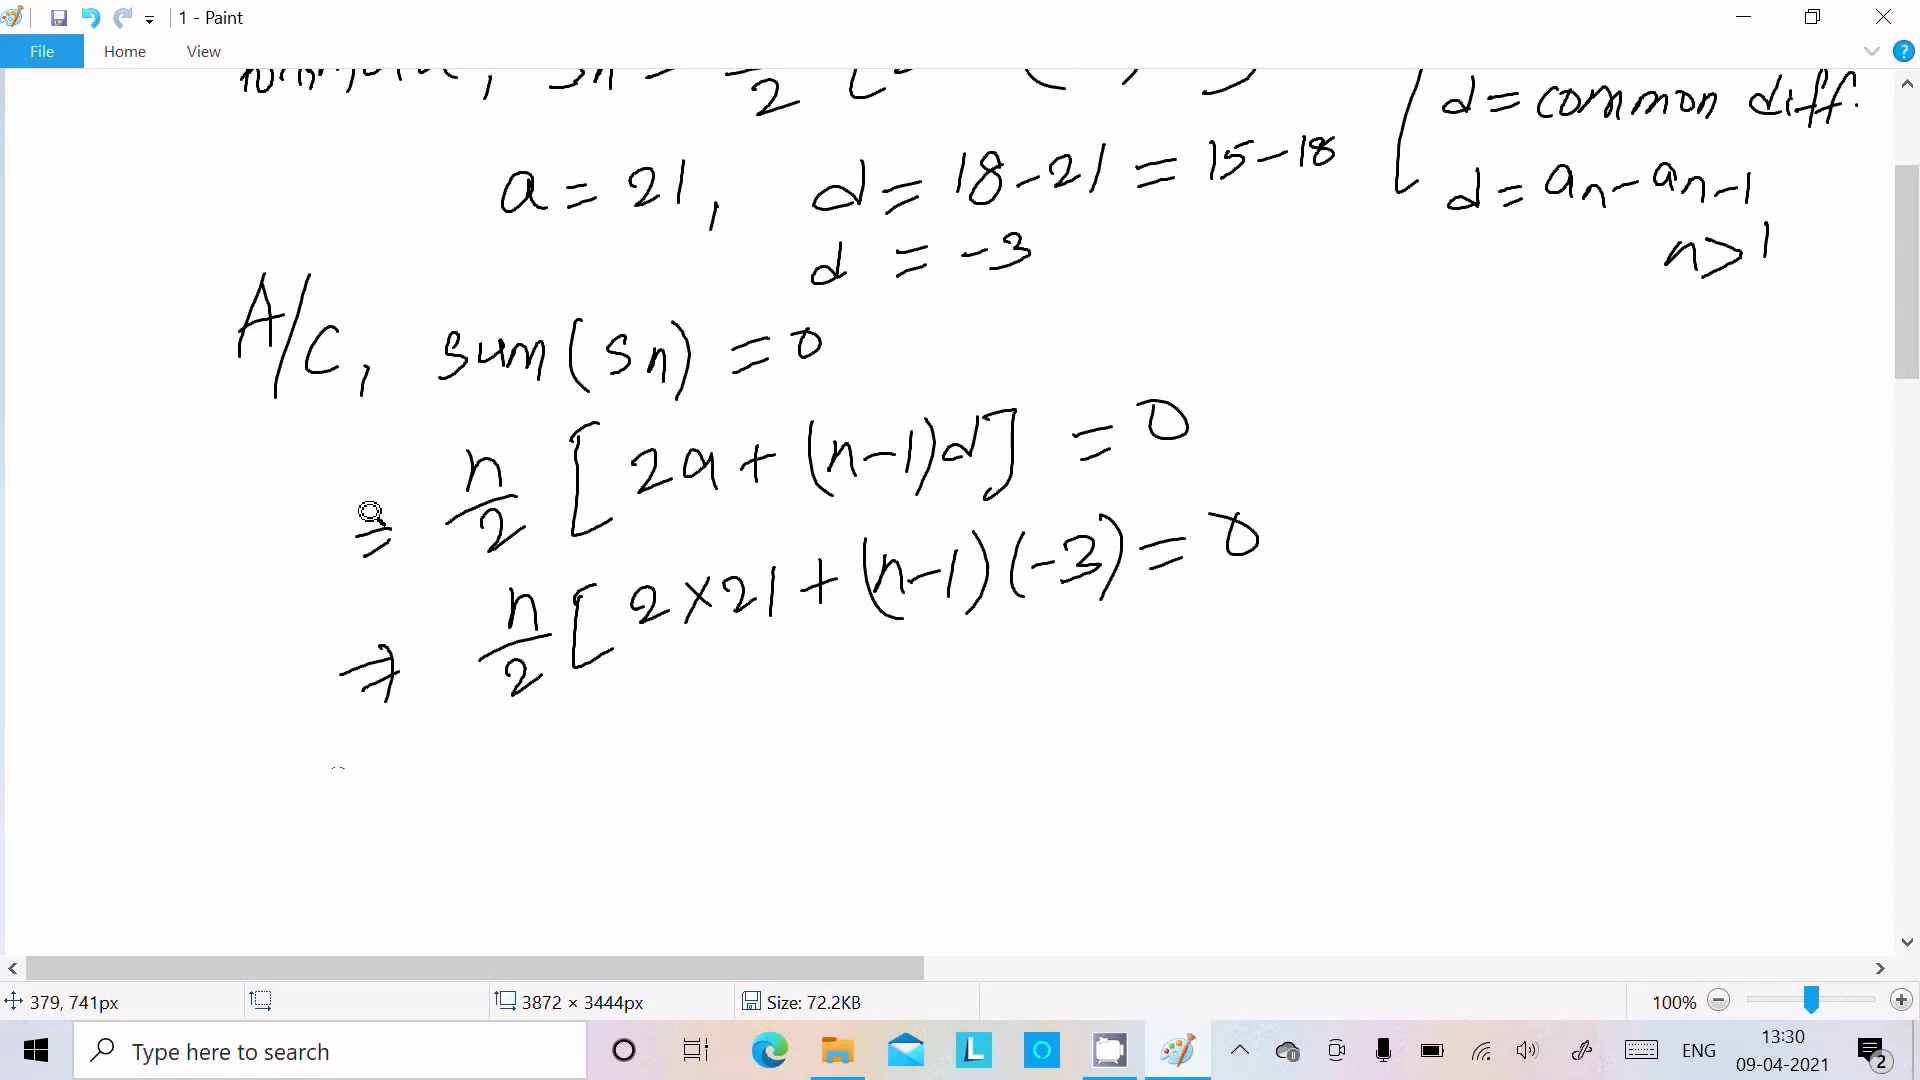 1 - Paint
File Home View
Sn = /2 [2
d = common diff.
a = 21, d = 18 - 21 = 15 - 18
d = an - an-1
d = -3
n > 1
A/C, sum (Sn) = 0
= n/2 [2a + (n-1)d] = 0
⇒ n/2 [2×21 + (n-1)(-3) = 0
379, 741px 3872 × 3444px Size: 72.2KB 100%
Type here to search ENG 13:30
09-04-2021 2